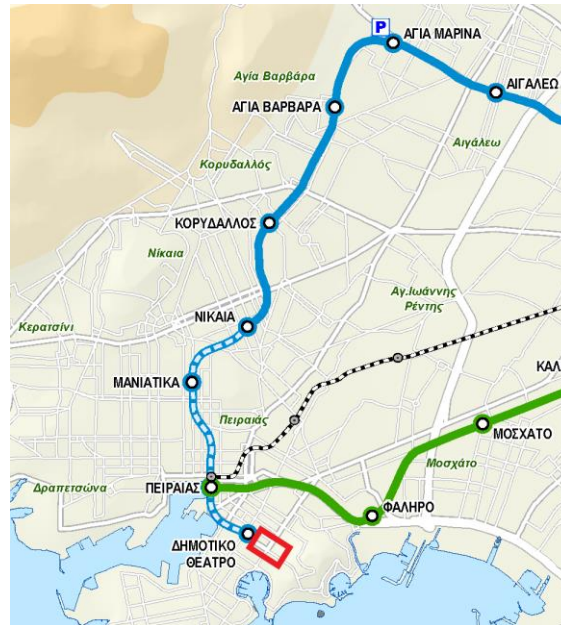 P
ΑΓΙΑ ΜΑΡΙΝΑ
Αγία Βαρβάρα
ΑΙΓΑΛΕΩ
ΑΓΙΑ ΒΑΡΒΑΡΑ
Αιγάλεω
Κορυδαλλός
ΚΟΡΥΔΑΛΛΟΣ
Νίκαια
Αγ.Ιωάννης
Ρέντης
Κερατσίνι
ΝΙΚΑΙΑ
ΚΑΛ
ΜΑΝΙΑΤΙΚΑ
Πειραιάς
ΜΟΣΧΑΤΟ
Μοσχάτο
Δραπετσώνα
ΠΕΙΡΑΙΑΣ
ΦΑΛΗΡΟ
ΔΗΜΟΤΙΚΟ
ΘΕΑΤΡΟ